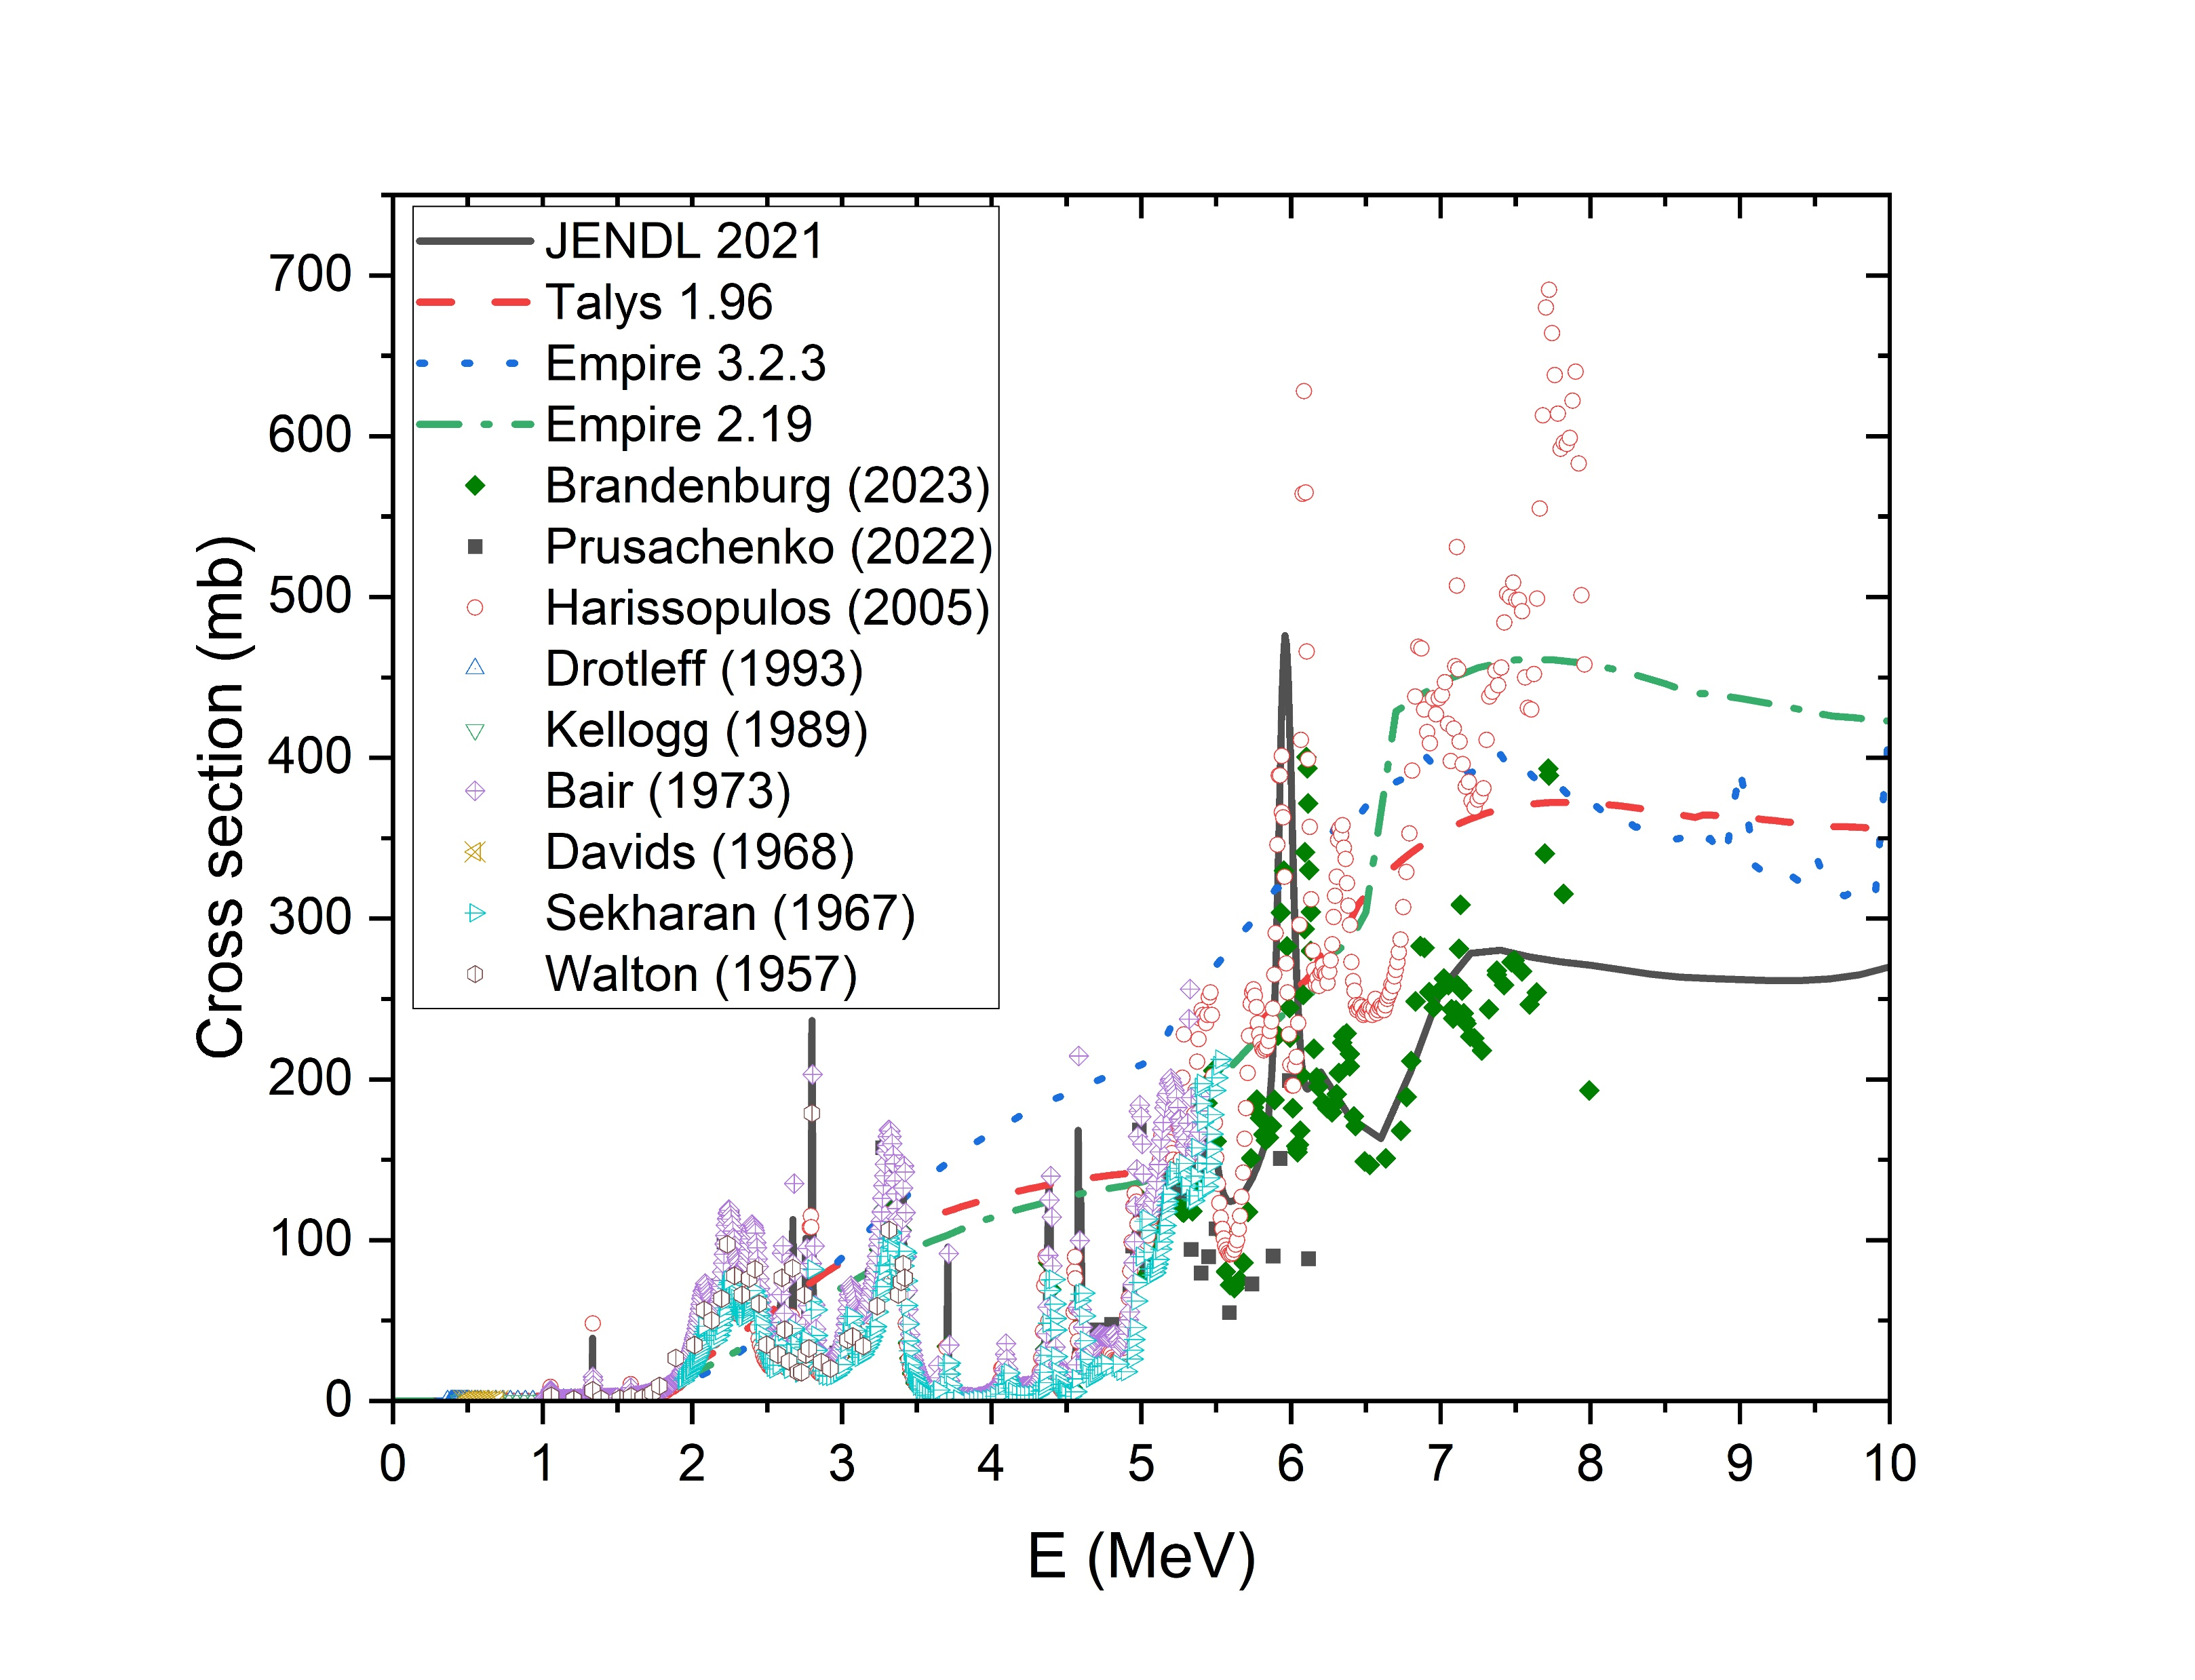 JENDL 2021
Talys 1.96
Empire 3.2.3
Empire 2.19
Brandenburg (2023)
Prusachenko (2022)
Harissopulos (2005)
Drotleff (1993)
Kellogg (1989)
Bair (1973)
Davids (1968)
Sekharan (1967)
Walton (1957)
Cross section (mb)
700
600
500
400
300
200
100
0
0 1 2 3 4 5 6 7 8 9 10
E (MeV)